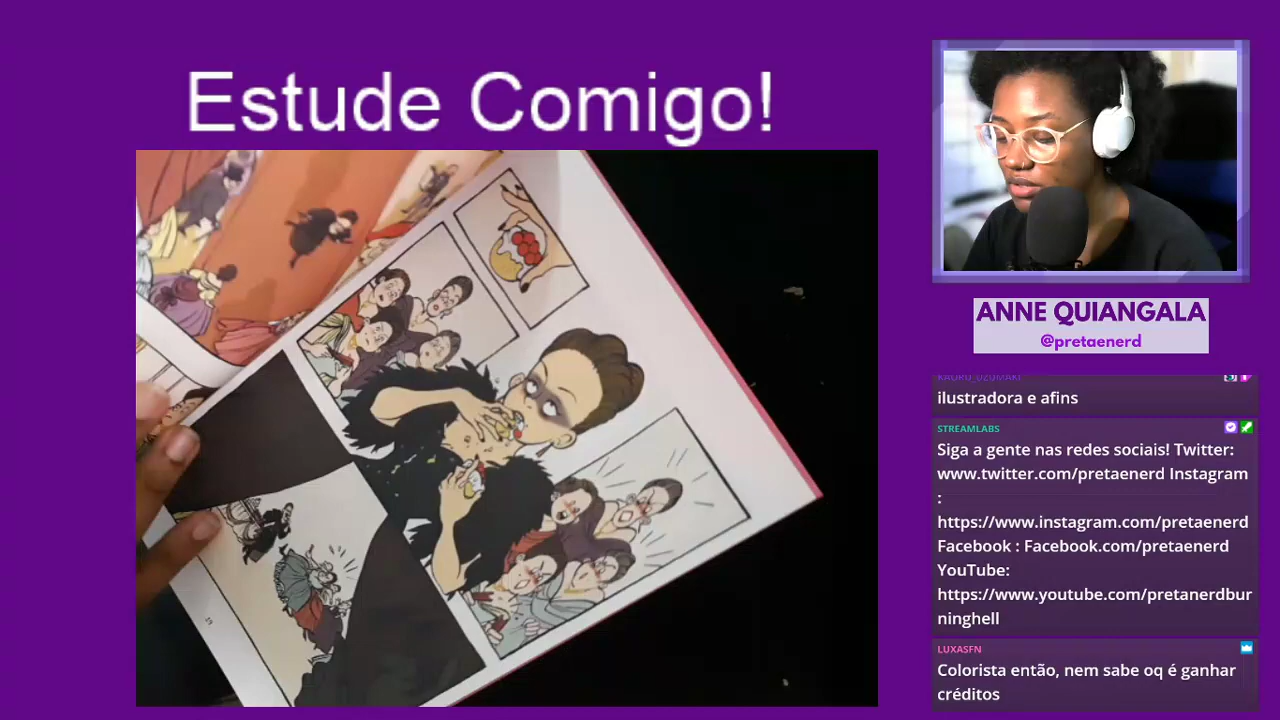 Estude Comigo!
ANNE QUIANGALA
@pretaenerd
KAORU_UZUMAKI
ilustradora e afins
STREAMLABS
Siga a gente nas redes sociais! Twitter:
www.twitter.com/pretaenerd Instagram
:
https://www.instagram.com/pretaenerd
Facebook : Facebook.com/pretaenerd
YouTube:
https://www.youtube.com/pretanerdbur
ninghell
LUXASFN
Colorista então, nem sabe oq é ganhar
créditos